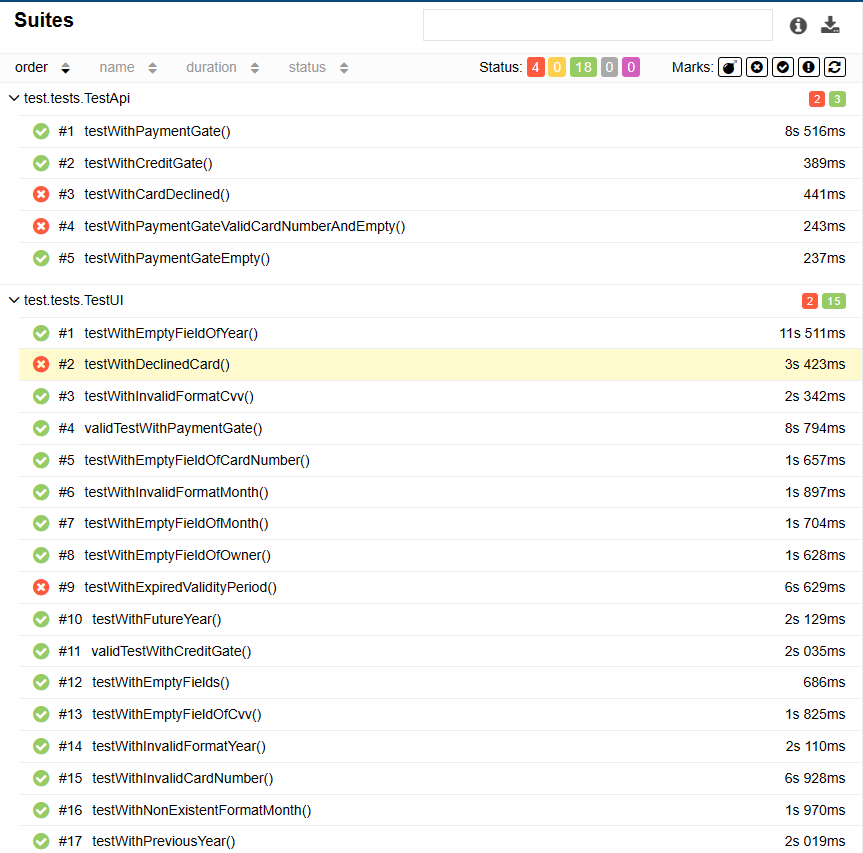 Suites
order name duration status Status: 4 0 18 0 0 Marks:
test.tests.TestApi 2 3
#1 testWithPaymentGate() 8s 516ms
#2 testWithCreditGate() 389ms
#3 testWithCardDeclined() 441ms
#4 testWithPaymentGateValidCardNumberAndEmpty() 243ms
#5 testWithPaymentGateEmpty() 237ms
test.tests.TestUI 2 15
#1 testWithEmptyFieldOfYear() 11s 511ms
#2 testWithDeclinedCard() 3s 423ms
#3 testWithInvalidFormatCvv() 2s 342ms
#4 validTestWithPaymentGate() 8s 794ms
#5 testWithEmptyFieldOfCardNumber() 1s 657ms
#6 testWithInvalidFormatMonth() 1s 897ms
#7 testWithEmptyFieldOfMonth() 1s 704ms
#8 testWithEmptyFieldOfOwner() 1s 628ms
#9 testWithExpiredValidityPeriod() 6s 629ms
#10 testWithFutureYear() 2s 129ms
#11 validTestWithCreditGate() 2s 035ms
#12 testWithEmptyFields() 686ms
#13 testWithEmptyFieldOfCvv() 1s 825ms
#14 testWithInvalidFormatYear() 2s 110ms
#15 testWithInvalidCardNumber() 6s 928ms
#16 testWithNonExistentFormatMonth() 1s 970ms
#17 testWithPreviousYear() 2s 019ms